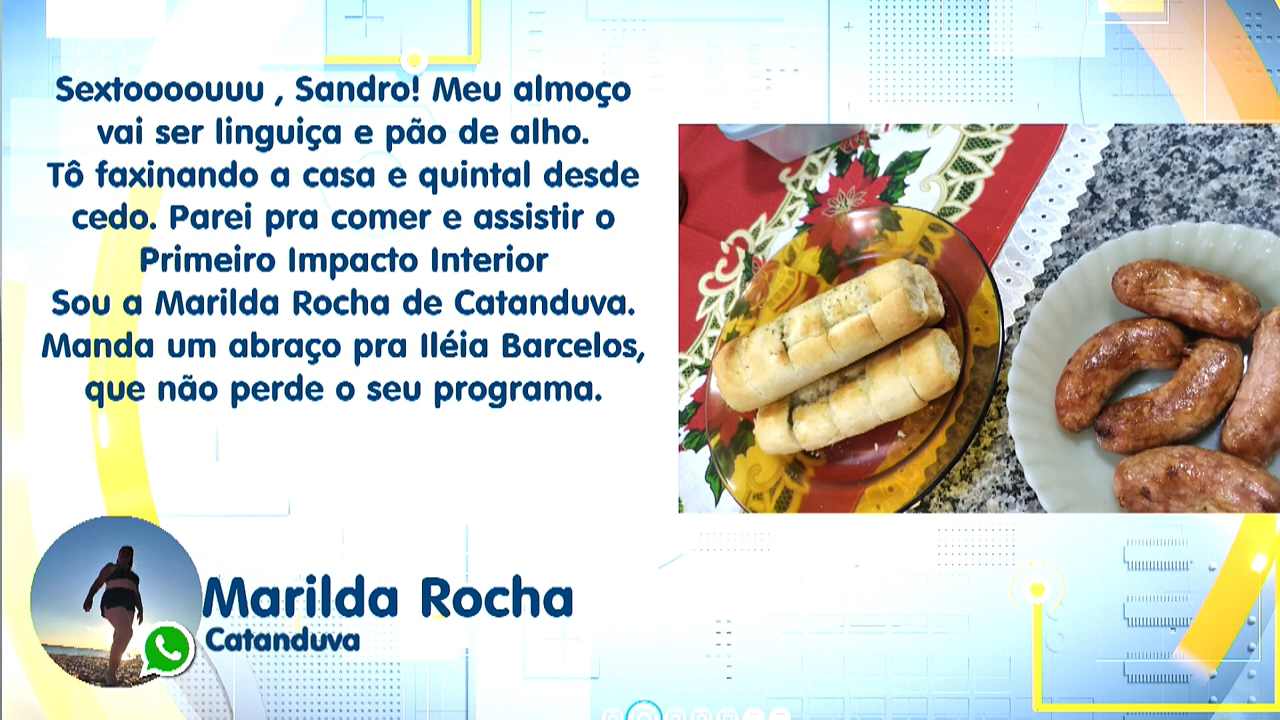 Sextoooouuu , Sandro! Meu almoço
vai ser linguiça e pão de alho.
Tô faxinando a casa e quintal desde
cedo. Parei pra comer e assistir o
Primeiro Impacto Interior
Sou a Marilda Rocha de Catanduva.
Manda um abraço pra Iléia Barcelos,
que não perde o seu programa.
Marilda Rocha
Catanduva